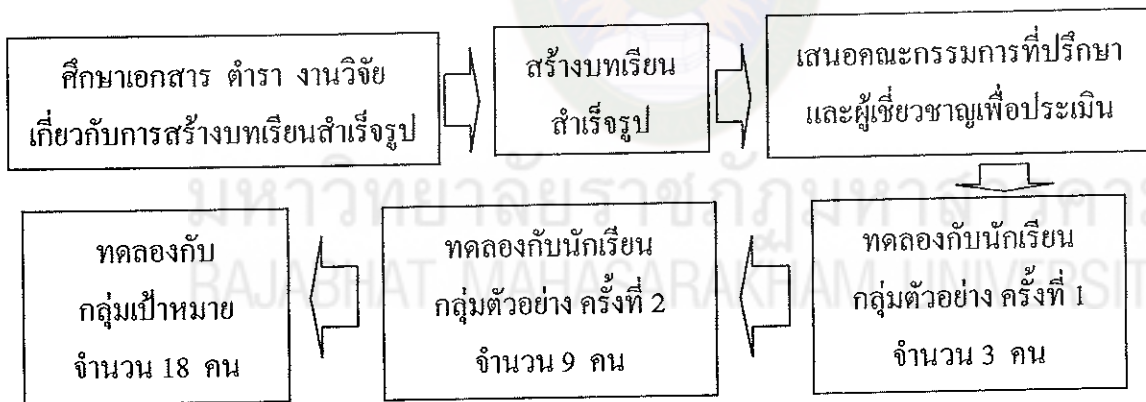 ศึกษาเอกสาร ตำรา งานวิจัย
เกี่ยวกับการสร้างบทเรียนสำเร็จรูป
สร้างบทเรียน
สำเร็จรูป
เสนอคณะกรรมการที่ปรึกษา
และผู้เชี่ยวชาญเพื่อประเมิน
ทดลองกับนักเรียน
กลุ่มตัวอย่าง ครั้งที่ 1
จำนวน 3 คน
ทดลองกับนักเรียน
กลุ่มตัวอย่าง ครั้งที่ 2
จำนวน 9 คน
ทดลองกับ
กลุ่มเป้าหมาย
จำนวน 18 คน
มหาวิทยาลัยราชภัฏมหาสารคา
RAJABHAT MAHASARAKHAM UNIVERSIT